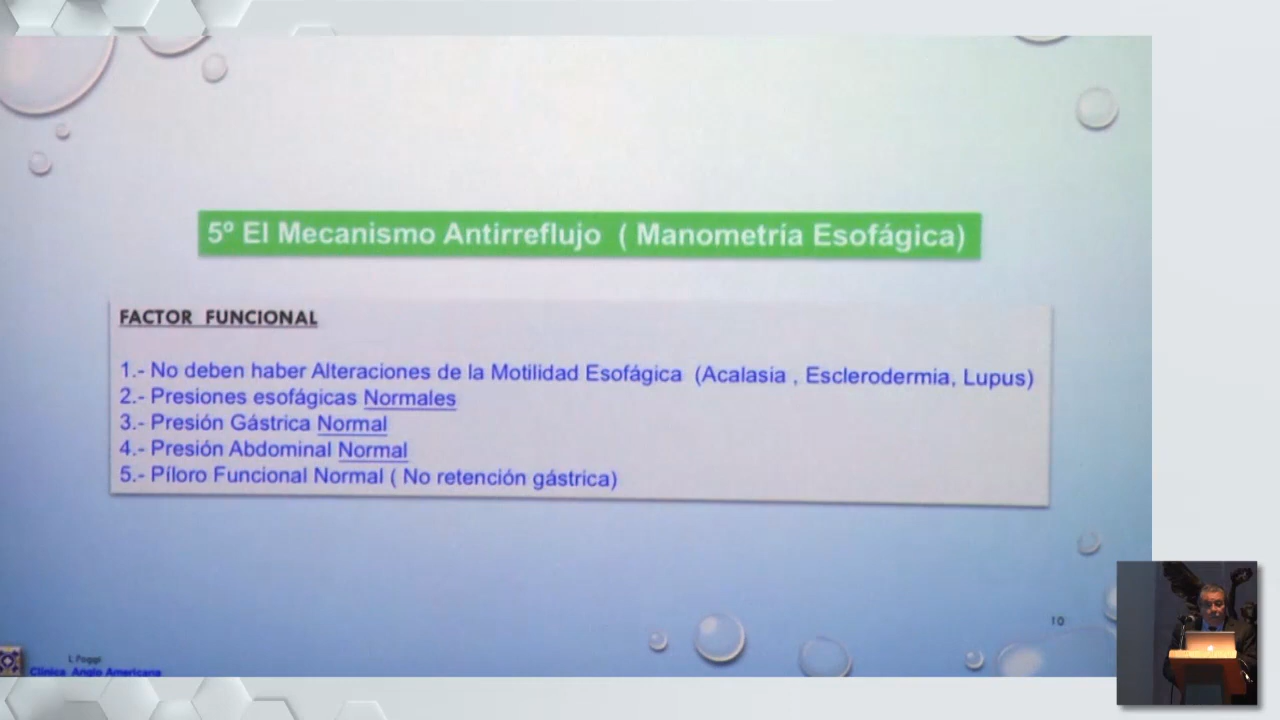 5º El Mecanismo Antirreflujo ( Manometría Esofágica)
FACTOR FUNCIONAL
1.- No deben haber Alteraciones de la Motilidad Esofágica (Acalasia , Esclerodermia, Lupus)
2.- Presiones esofágicas Normales
3.- Presión Gástrica Normal
4.- Presión Abdominal Normal
5.- Píloro Funcional Normal ( No retención gástrica)
10
L Poggi
Clínica Anglo Americana